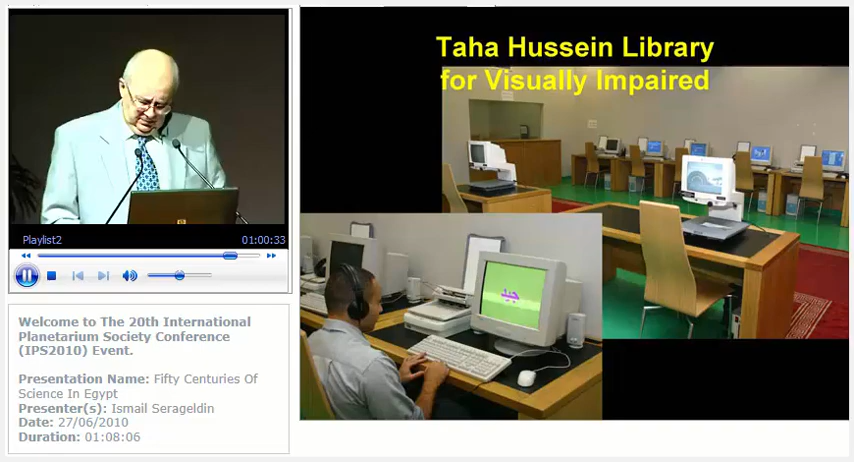 Taha Hussein Library
for Visually Impaired
جيد
Playlist2
01:00:33
Welcome to The 20th International
Planetarium Society Conference
(IPS2010) Event.
Presentation Name: Fifty Centuries Of
Science In Egypt
Presenter(s): Ismail Serageldin
Date: 27/06/2010
Duration: 01:08:06